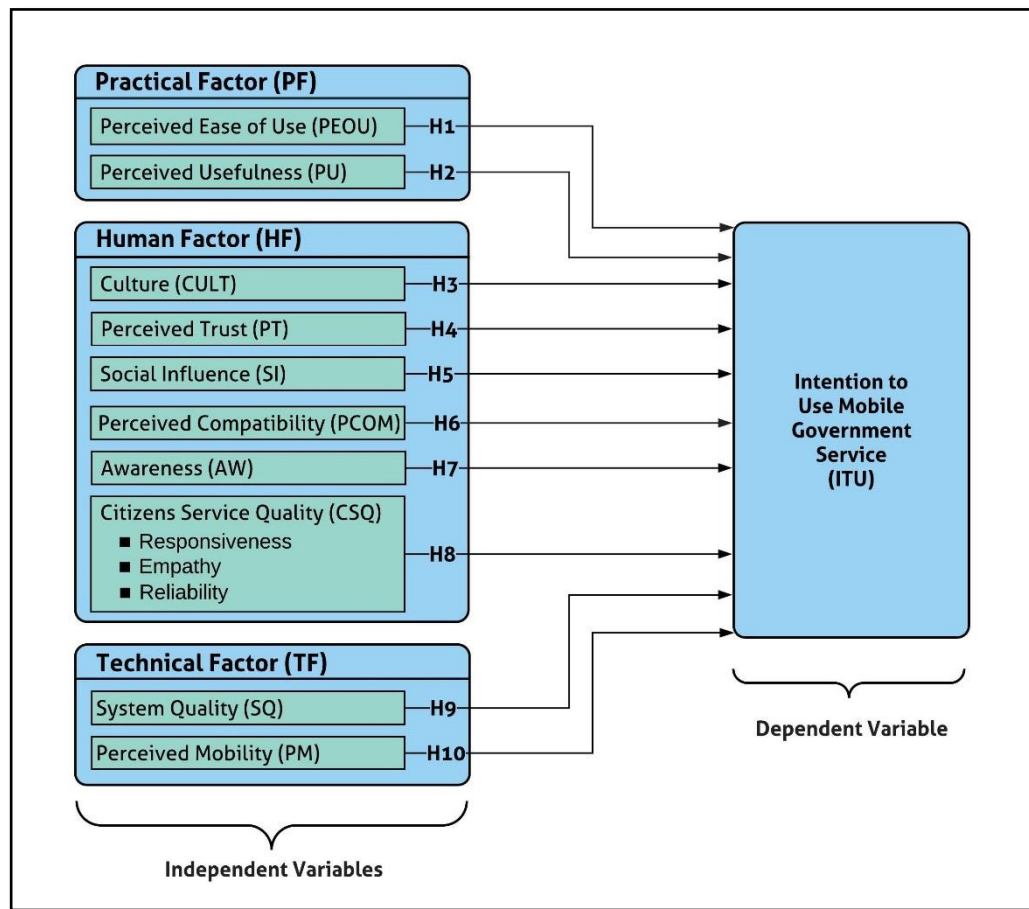 Practical Factor (PF)
Perceived Ease of Use (PEOU)
H1
Perceived Usefulness (PU)
H2
Human Factor (HF)
Culture (CULT)
H3
Perceived Trust (PT)
H4
Social Influence (SI)
H5
Perceived Compatibility (PCOM)
H6
Awareness (AW)
H7
Citizens Service Quality (CSQ)
■ Responsiveness
■ Empathy
■ Reliability
H8
Technical Factor (TF)
System Quality (SQ)
H9
Perceived Mobility (PM)
H10
Independent Variables
Intention to
Use Mobile
Government
Service
(ITU)
Dependent Variable